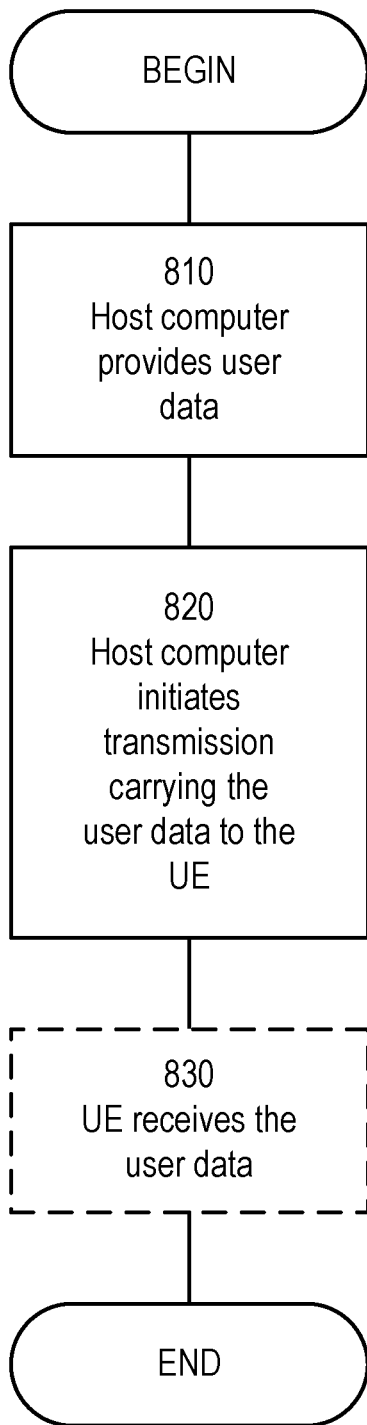 BEGIN
810
Host computer
provides user
data
820
Host computer
initiates
transmission
carrying the
user data to the
UE
830
UE receives the
user data
END